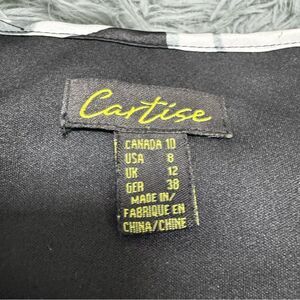 Cartise
CANADA 10
USA 8
UK 12
GER 38
MADE IN/
FABRIQUE EN
CHINA/CHINE